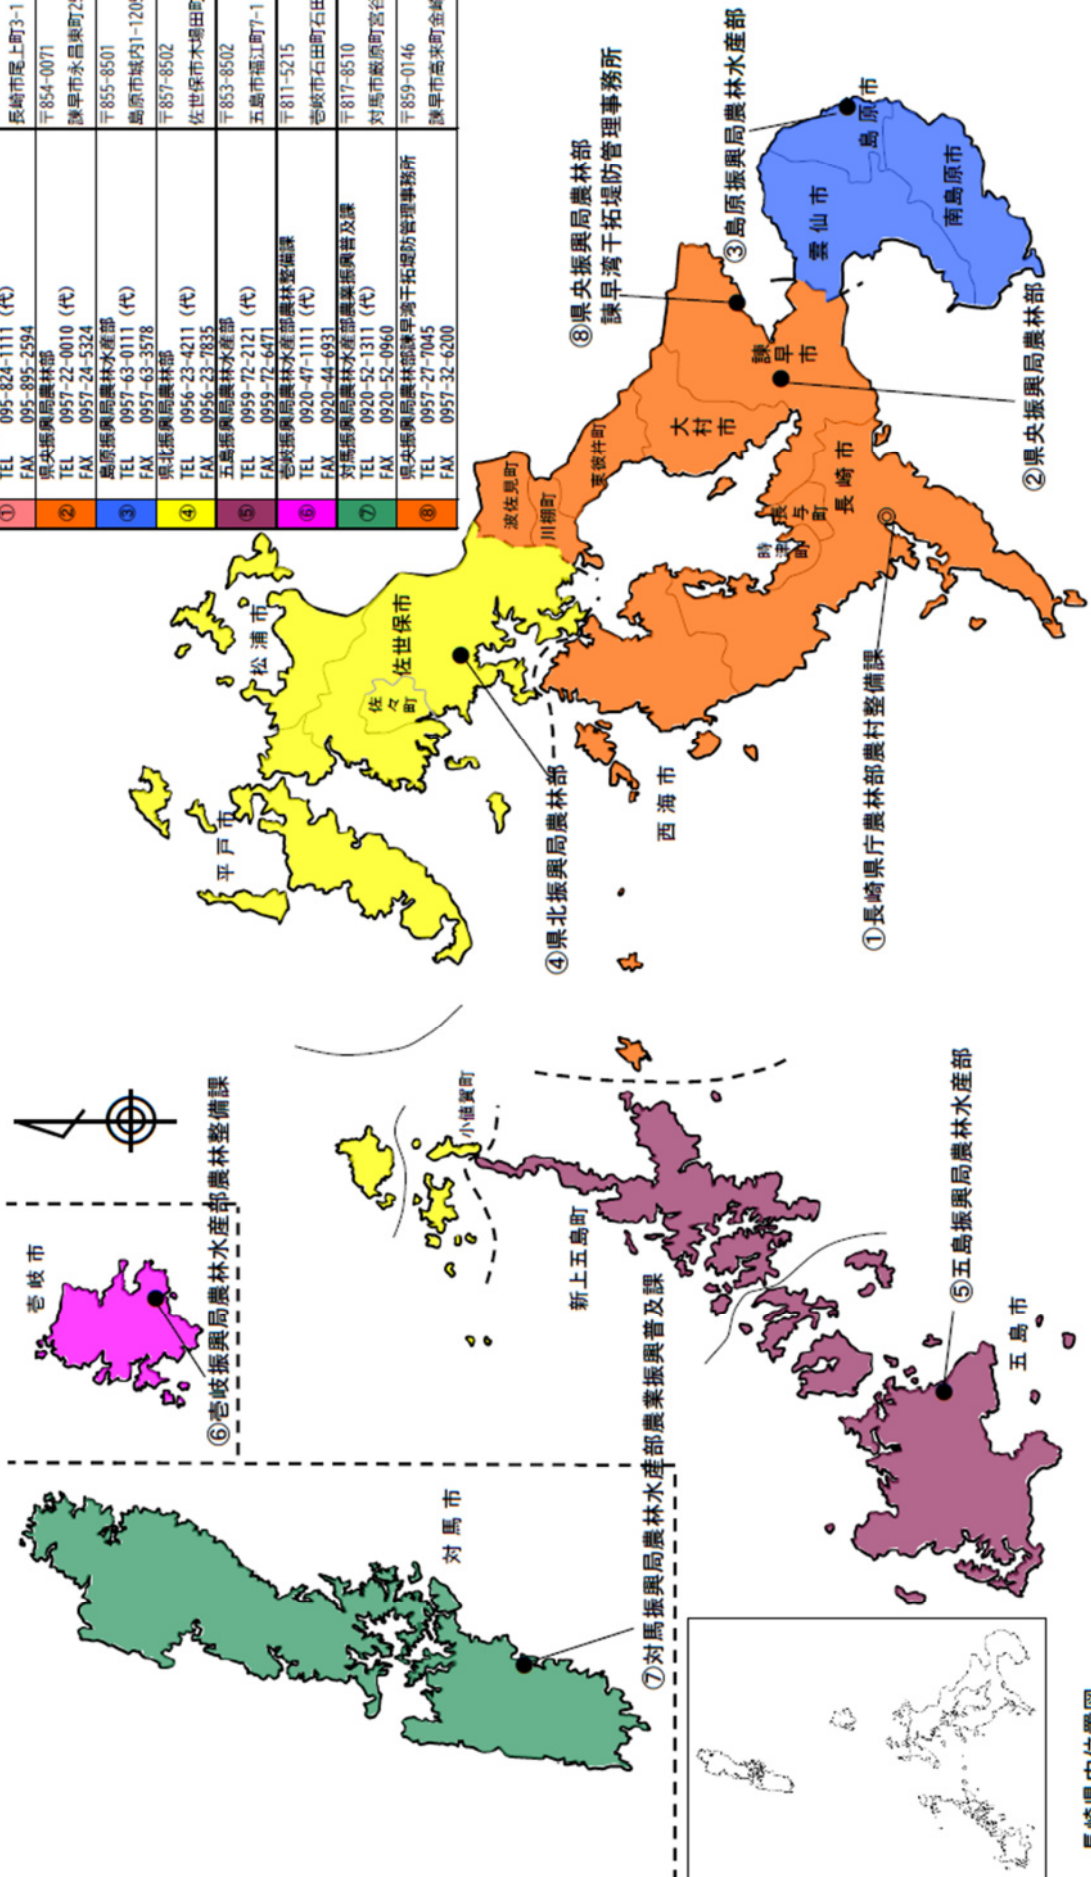 ①
長崎市尾上町3-1
TEL 095-824-1111 (代)
FAX 095-895-2594
②
県央振興局農林部
〒854-0071
TEL 0957-22-0010 (代)
諫早市永昌東町25
FAX 0957-24-5324
③
島原振興局農林水産部
〒855-8501
TEL 0957-63-0111 (代)
島原市城内1-1205
FAX 0957-63-3578
④
県北振興局農林部
〒857-8502
TEL 0956-23-4211 (代)
佐世保市木場田町
FAX 0956-23-7835
⑤
五島振興局農林水産部
〒853-8502
TEL 0959-72-2121 (代)
五島市福江町7-1
FAX 0959-72-647
⑥
壱岐振興局農林水産部農林整備課
〒811-5215
TEL 0920-47-1111 (代)
壱岐市石田町石田
FAX 0920-44-6931
⑦
対馬振興局農林水産部農業振興普及課
〒817-8510
TEL 0920-52-1311 (代)
対馬市厳原町宮谷
FAX 0920-52-0960
⑧
県央振興局農林部諫早湾干拓堤防管理事務所
〒859-0146
TEL 0957-27-7045
諫早市高来町金崎
FAX 0957-32-6200
壱岐市
⑥壱岐振興局農林水産部農林整備課
対馬市
⑦対馬振興局農林水産部農業振興普及課
平戸市
松浦市
佐々町
佐世保市
④県北振興局農林部
小値賀町
新上五島町
⑤五島振興局農林水産部
五島市
波佐見町
川棚町
東彼杵町
大村市
諫早市
⑧県央振興局農林部
諫早湾干拓堤防管理事務所
③島原振興局農林水産部
雲仙市
島原市
南島原市
②県央振興局農林部
時津町
長与町
長崎市
西海市
①長崎県庁農林部農村整備課